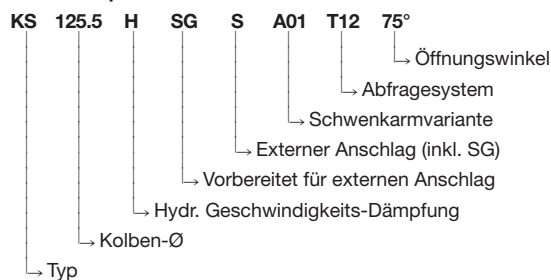 KS 125.5 H SG S A01 T12 75°
Öffnungswinkel
Abfragesystem
Schwenkarmvariante
Externer Anschlag (inkl. SG)
Vorbereitet für externen Anschlag
Hydr. Geschwindigkeits-Dämpfung
Kolben-Ø
Typ